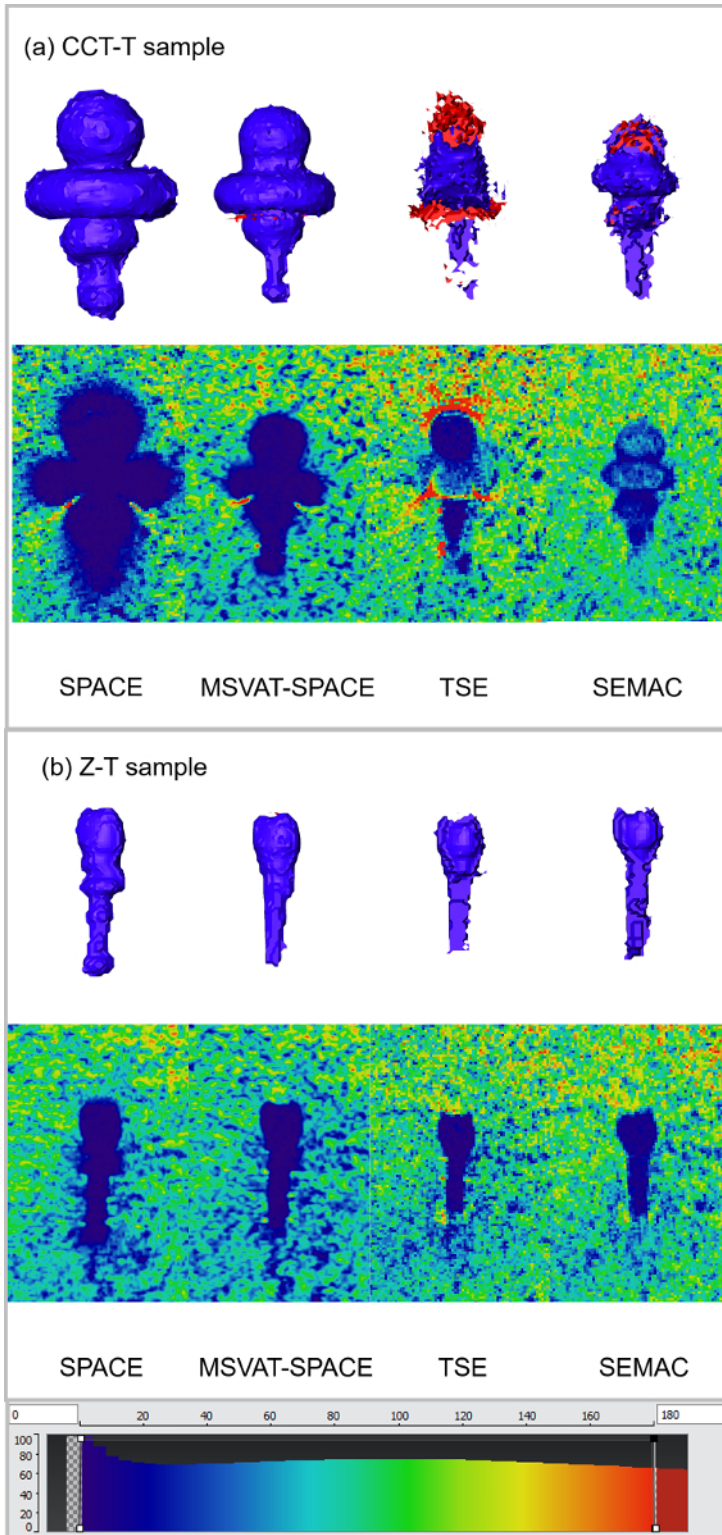 (a) CCT-T sample
SPACE MSVAT-SPACE TSE SEMAC
(b) Z-T sample
SPACE MSVAT-SPACE TSE SEMAC
0 20 40 60 80 100 120 140 160 180
100
80
60
40
20
0